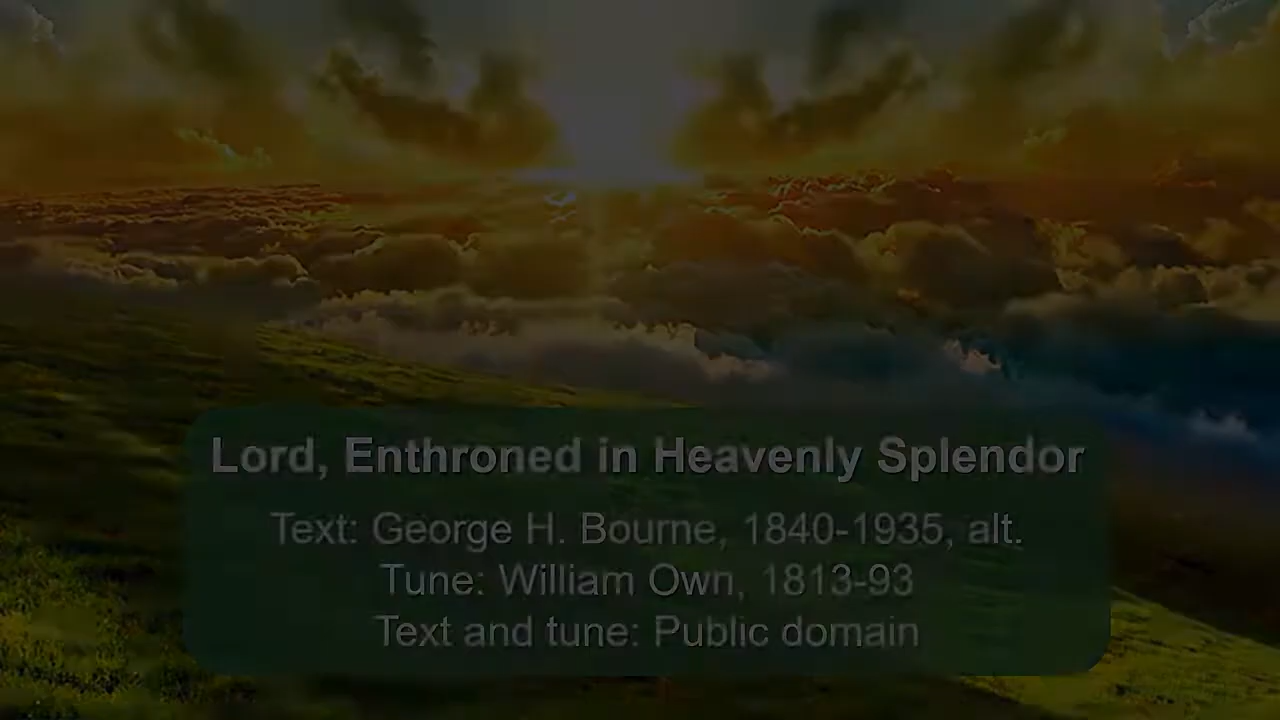 Lord, Enthroned in Heavenly Splendor
Text: George H. Bourne, 1840-1935, alt.
Tune: William Own, 1813-93
Text and tune: Public domain